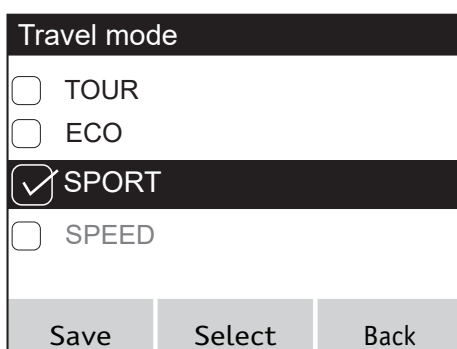 Travel mode
TOUR
ECO
SPORT
SPEED
Save Select Back